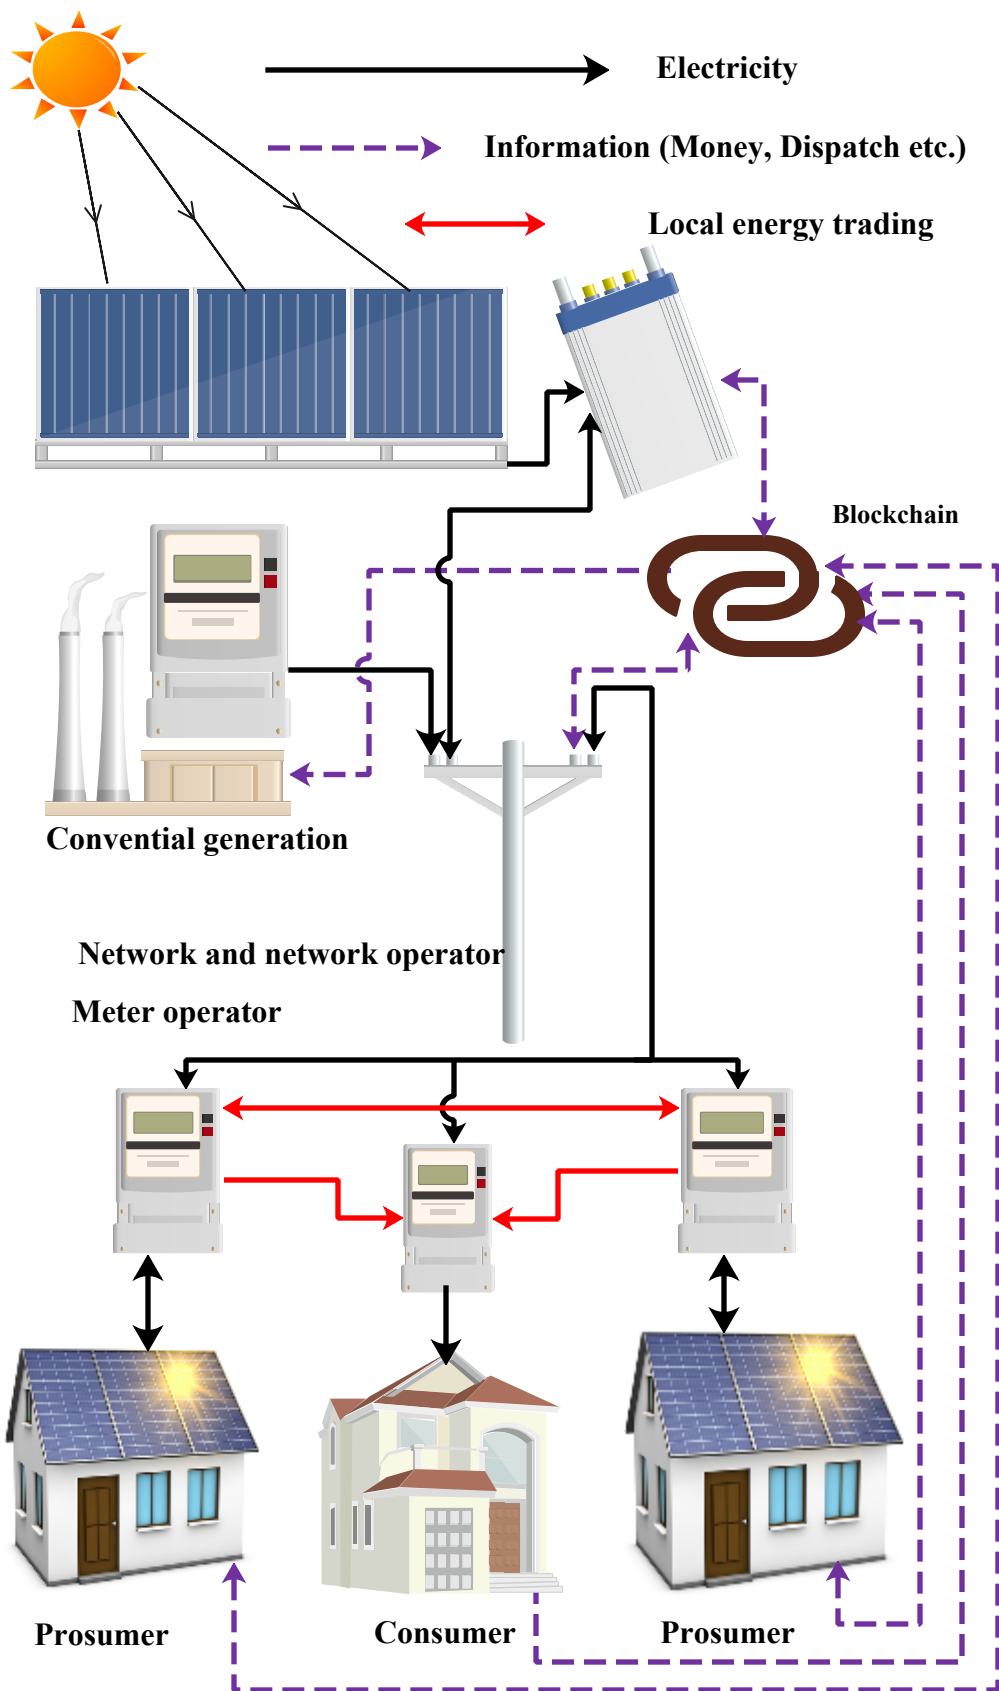 Electricity
Information (Money, Dispatch etc.)
Local energy trading
Blockchain
Convential generation
Network and network operator
Meter operator
Prosumer
Consumer
Prosumer